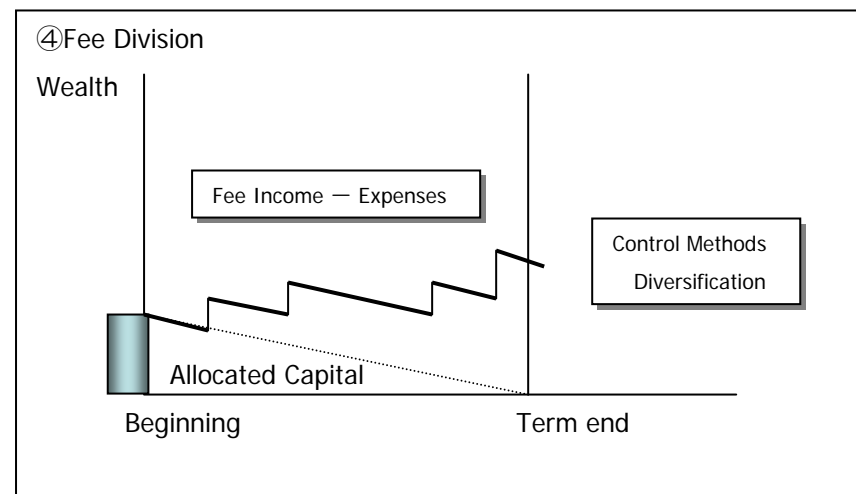 ④Fee Division
Wealth
Fee Income － Expenses
Control Methods
Diversification
Allocated Capital
Beginning
Term end